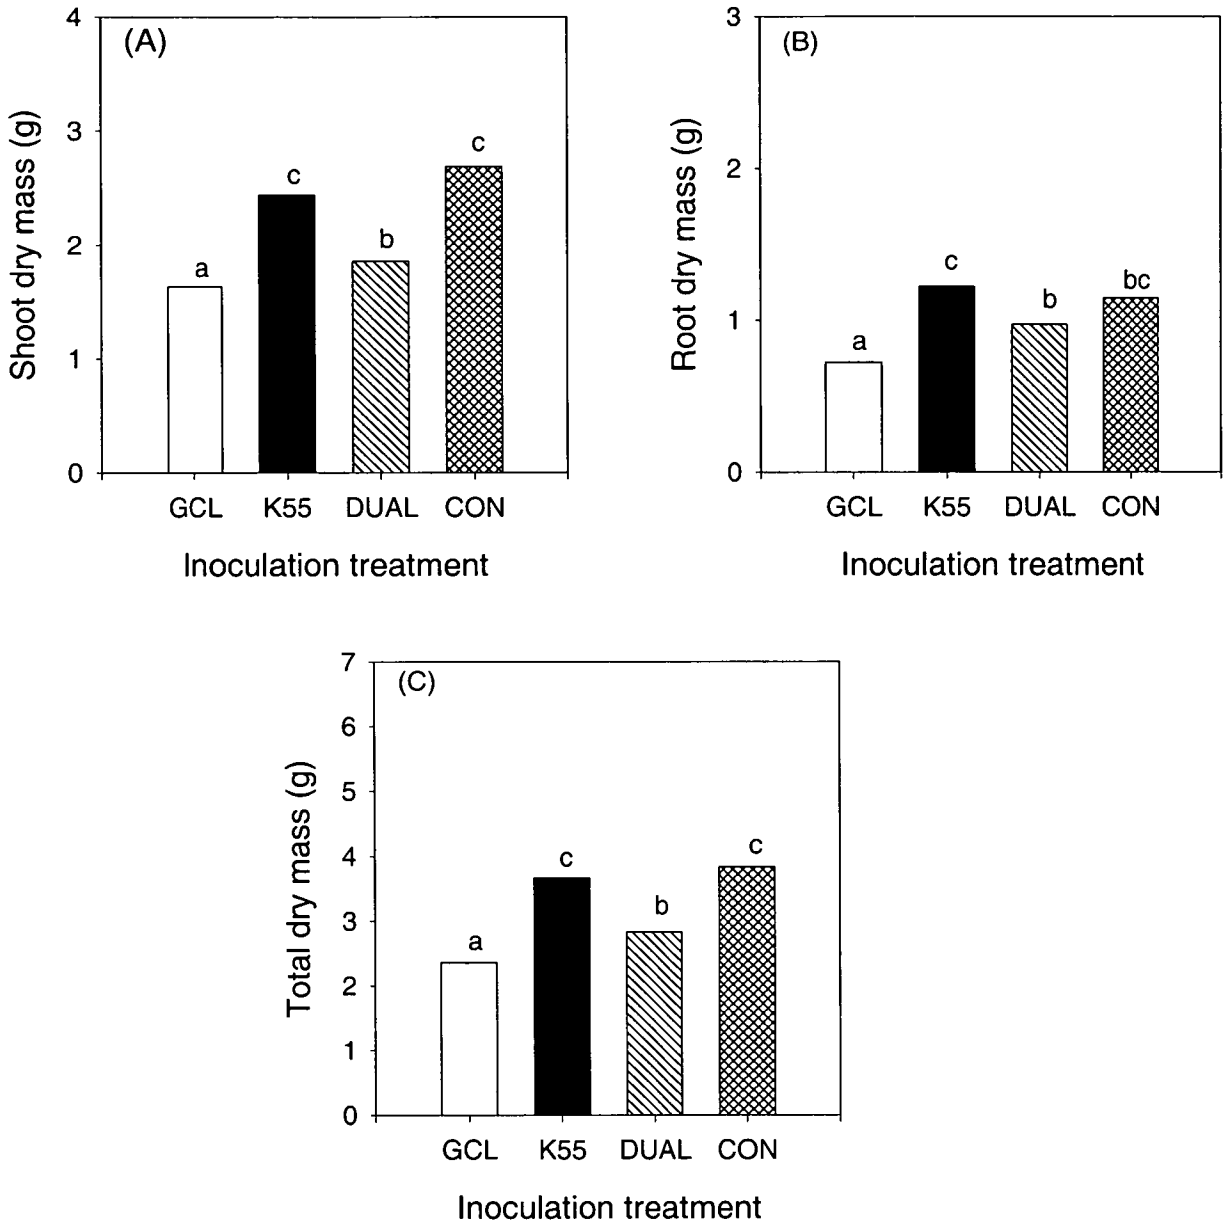 (A)
Shoot dry mass (g)
4
3
2
1
0
a
c
b
c
GCL K55 DUAL CON
Inoculation treatment
(B)
Root dry mass (g)
3
2
1
0
a
c
b
bc
GCL K55 DUAL CON
Inoculation treatment
(C)
Total dry mass (g)
7
6
5
4
3
2
1
0
a
c
b
c
GCL K55 DUAL CON
Inoculation treatment